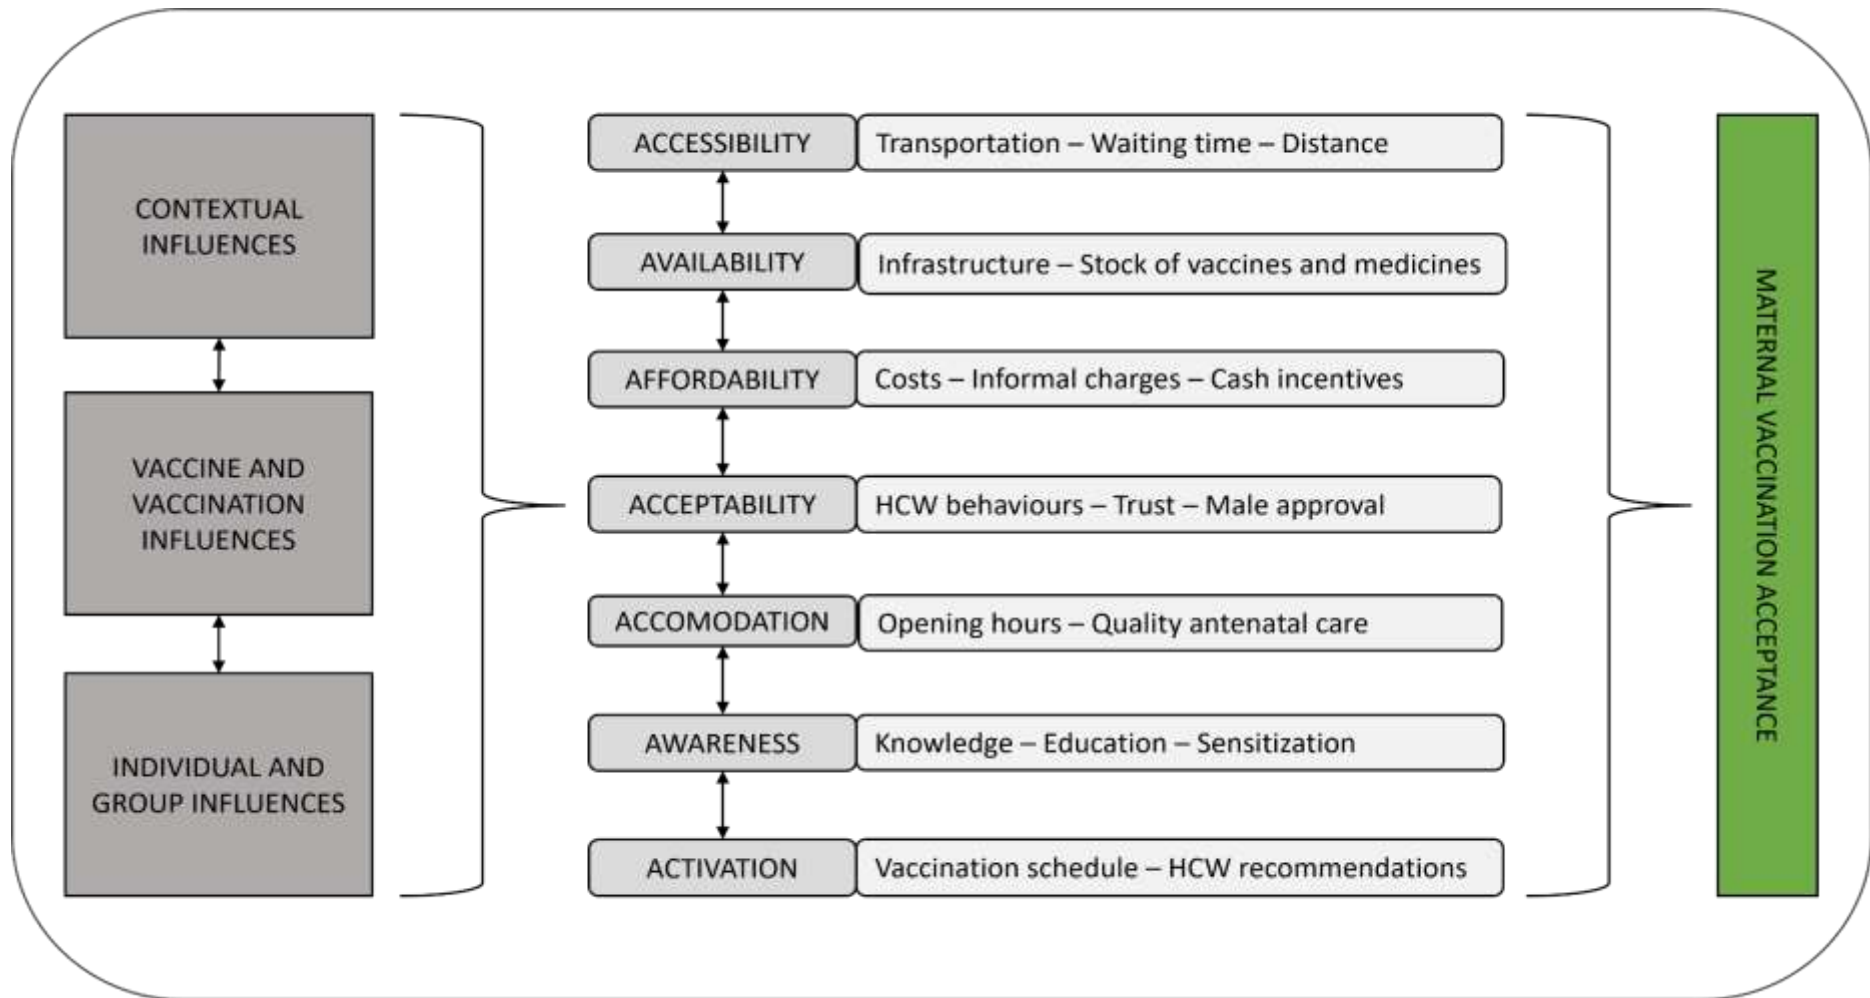 CONTEXTUAL
INFLUENCES
VACCINE AND
VACCINATION
INFLUENCES
INDIVIDUAL AND
GROUP INFLUENCES
ACCESSIBILITY
Transportation – Waiting time – Distance
AVAILABILITY
Infrastructure – Stock of vaccines and medicines
AFFORDABILITY
Costs – Informal charges – Cash incentives
ACCEPTABILITY
HCW behaviours – Trust – Male approval
ACCOMODATION
Opening hours – Quality antenatal care
AWARENESS
Knowledge – Education – Sensitization
ACTIVATION
Vaccination schedule – HCW recommendations
MATERNAL VACCINATION ACCEPTANCE